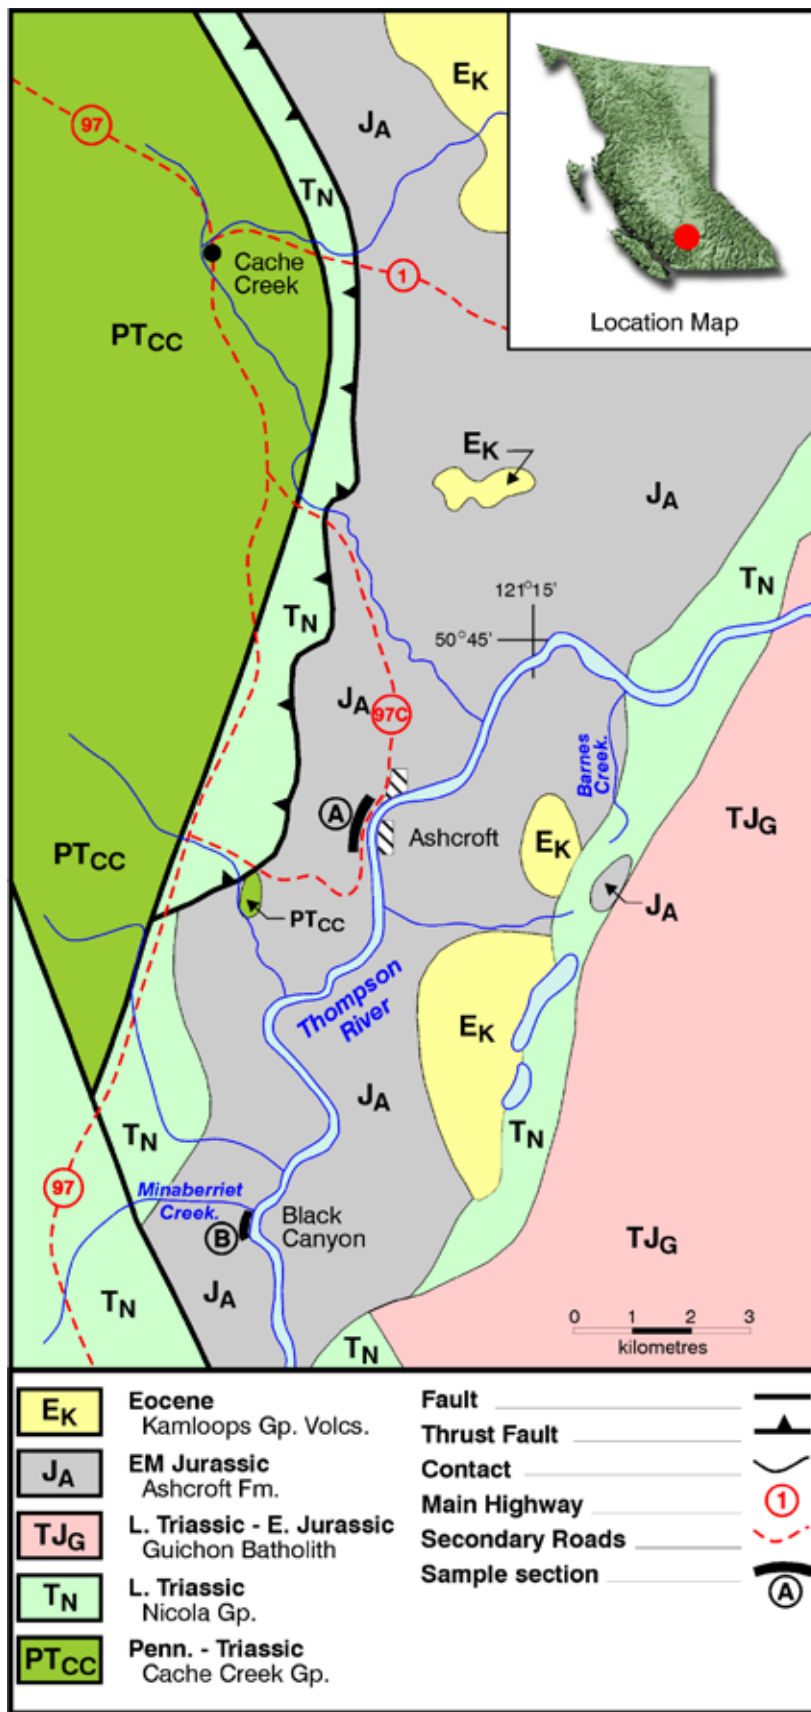 EK
JA
97
TN
Cache
Creek
1
PTCC
Location Map
EK
JA
TN
121°15'
50°45'
TN
JA
97C
Barnes
Creek.
A
Ashcroft
EK
TJG
PTCC
PTCC
JA
Thompson
River
EK
JA
TN
TN
97
Minaberriet
Creek.
B
Black
Canyon
TJG
JA
TN
TN
0 1 2 3
kilometres
EK Eocene
Kamloops Gp. Volcs.
JA EM Jurassic
Ashcroft Fm.
TJG L. Triassic - E. Jurassic
Guichon Batholith
TN L. Triassic
Nicola Gp.
PTCC Penn. - Triassic
Cache Creek Gp.
Fault
Thrust Fault
Contact
Main Highway 1
Secondary Roads
Sample section A